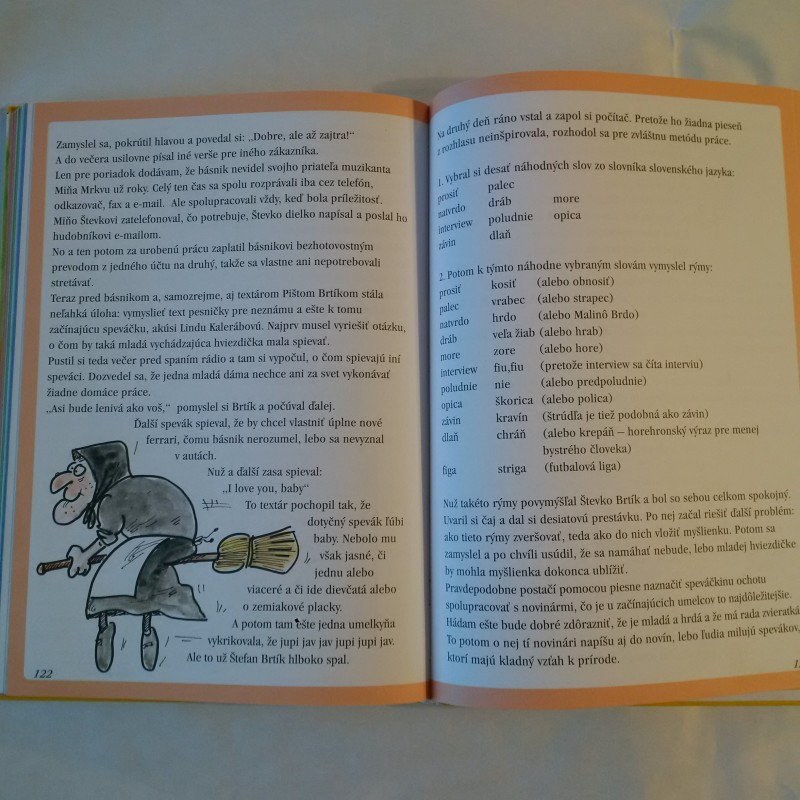 Zamyslel sa, pokrútil hlavou a povedal si: „Dobre, ale až zajtra!“
A do večera usilovne písal iné verše pre iného zákazníka.
Len pre poriadok dodávam, že básnik nevidel svojho priateľa muzikanta
Miňa Mrkvu už roky. Celý ten čas sa spolu rozprávali iba cez telefón,
odkazovač, fax a e-mail. Ale spolupracovali vždy, keď bola príležitosť.
Miňo Števkovi zatelefonoval, čo potrebuje, Števko dielko napísal a poslal ho
hudobníkovi e-mailom.
No a ten potom za urobenú prácu zaplatil básnikovi bezhotovostným
prevodom z jedného účtu na druhý, takže sa vlastne ani nepotrebovali
stretávať.
Teraz pred básnikom a, samozrejme, aj textárom Pištom Brtíkom stála
neľahká úloha: vymyslieť text pesničky pre neznámu a ešte k tomu
začínajúcu speváčku, akúsi Lindu Kalerábovú. Najprv musel vyriešiť otázku,
o čom by taká mladá vychádzajúca hviezdička mala spievať.
Pustil si teda večer pred spaním rádio a tam si vypočul, o čom spievajú iní
speváci. Dozvedel sa, že jedna mladá dáma nechce ani za svet vykonávať
žiadne domáce práce.
„Asi bude lenivá ako voš,“ pomyslel si Brtík a počúval ďalej.
Ďalší spevák spieval, že by chcel vlastniť úplne nové
ferrari, čomu básnik nerozumel, lebo sa nevyznal
v autách.
Nuž a ďalší zasa spieval:
„I love you, baby“
To textár pochopil tak, že
dotyčný spevák ľúbi
baby. Nebolo mu
však jasné, či
jednu alebo
viaceré a či ide dievčatá alebo
o zemiakové placky.
A potom tam ešte jedna umelkyňa
vykrikovala, že jupi jav jav jupi jupi jav.
Ale to už Štefan Brtík hlboko spal.
122
Na druhý deň ráno vstal a zapol si počítač. Pretože ho žiadna pieseň
z rozhlasu neinšpirovala, rozhodol sa pre zvláštnu metódu práce.
1. Vybral si desať náhodných slov zo slovníka slovenského jazyka:
prosiť palec
natvrdo dráb more
interview poludnie opica
závin dlaň
2. Potom k týmto náhodne vybraným slovám vymyslel rýmy:
prosiť kosiť (alebo obnosiť)
palec vrabec (alebo strapec)
natvrdo hrdo (alebo Malinô Brdo)
dráb veľa žiab (alebo hrab)
more zore (alebo hore)
interview fiu,fiu (pretože interview sa číta interviu)
poludnie nie (alebo predpoludnie)
opica škorica (alebo polica)
závin kravín (štrúdľa je tiež podobná ako závin)
dlaň chráň (alebo krepáň – horehronský výraz pre menej
bystrého človeka)
figa striga (futbalová liga)
Nuž takéto rýmy povymýšľal Števko Brtík a bol so sebou celkom spokojný.
Uvaril si čaj a dal si desiatovú prestávku. Po nej začal riešiť ďalší problém:
ako tieto rýmy zveršovať, teda ako do nich vložiť myšlienku. Potom sa
zamyslel a po chvíli usúdil, že sa namáhať nebude, lebo mladej hviezdičke
by mohla myšlienka dokonca ublížiť.
Pravdepodobne postačí pomocou piesne naznačiť speváčkinu ochotu
spolupracovať s novinármi, čo je u začínajúcich umelcov to najdôležitejšie.
Hádam ešte bude dobré zdôrazniť, že je mladá a hrdá a že má rada zvieratká.
To potom o nej tí novinári napíšu aj do novín, lebo ľudia milujú spevákov,
ktorí majú kladný vzťah k prírode.